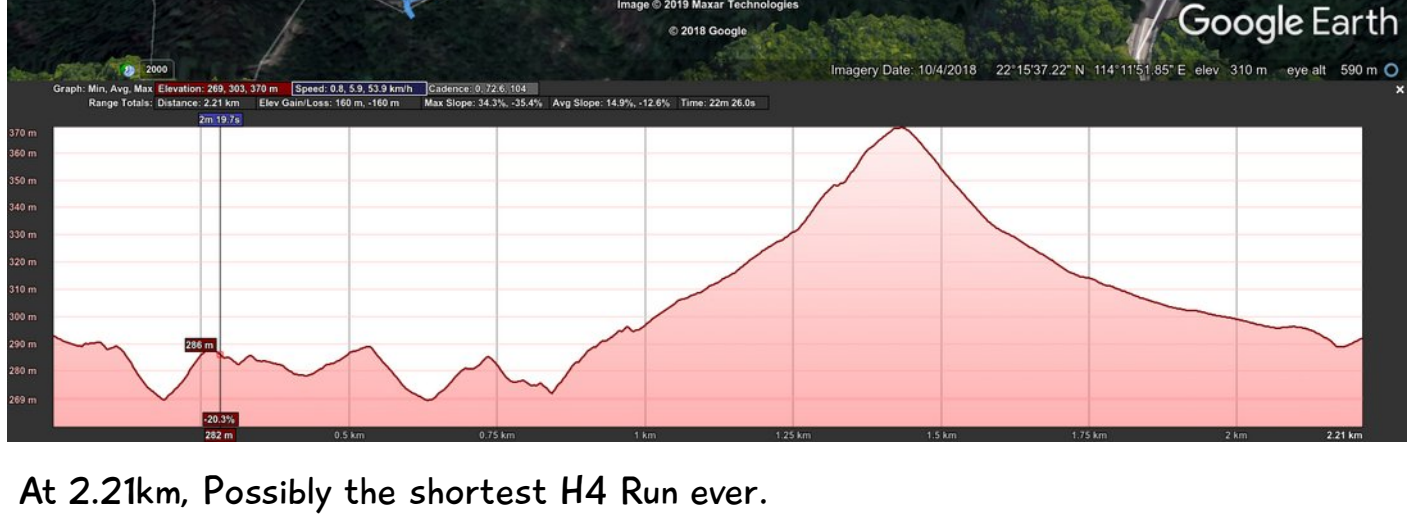 Image © 2019 Maxar Technologies
© 2018 Google
Google Earth
2000
Imagery Date: 10/4/2018 22°15'37.22" N 114°11'51.85" E elev 310 m eye alt 590 m
Graph: Min, Avg, Max Elevation: 269, 303, 370 m Speed: 0.8, 5.9, 53.9 km/h Cadence: 0, 72.6, 104
Range Totals: Distance: 2.21 km Elev Gain/Loss: 160 m, -160 m Max Slope: 34.3%, -35.4% Avg Slope: 14.9%, -12.6% Time: 22m 26.0s
2m 19.7s
370 m
360 m
350 m
340 m
330 m
320 m
310 m
300 m
290 m
286 m
280 m
269 m
-20.3%
282 m 0.5 km 0.75 km 1 km 1.25 km 1.5 km 1.75 km 2 km 2.21 km
At 2.21km, Possibly the shortest H4 Run ever.